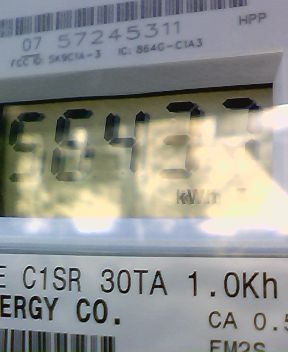 HPP
07 57245311
FCC ID: SK9C1A-3 IC: 864G-C1A3
kWh
C1SR 30TA 1.0Kh
ERGY CO.
CA 0.5
FM2S